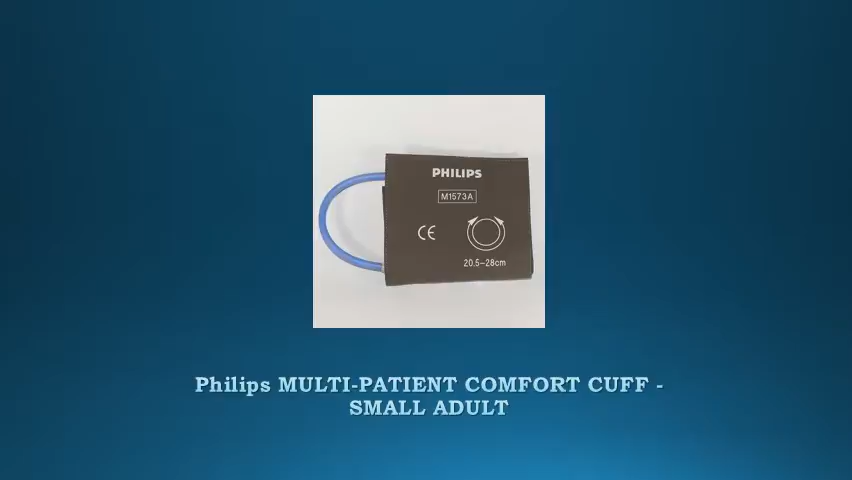 PHILIPS
M1573A
CE
20.5–28cm
Philips MULTI-PATIENT COMFORT CUFF -
SMALL ADULT